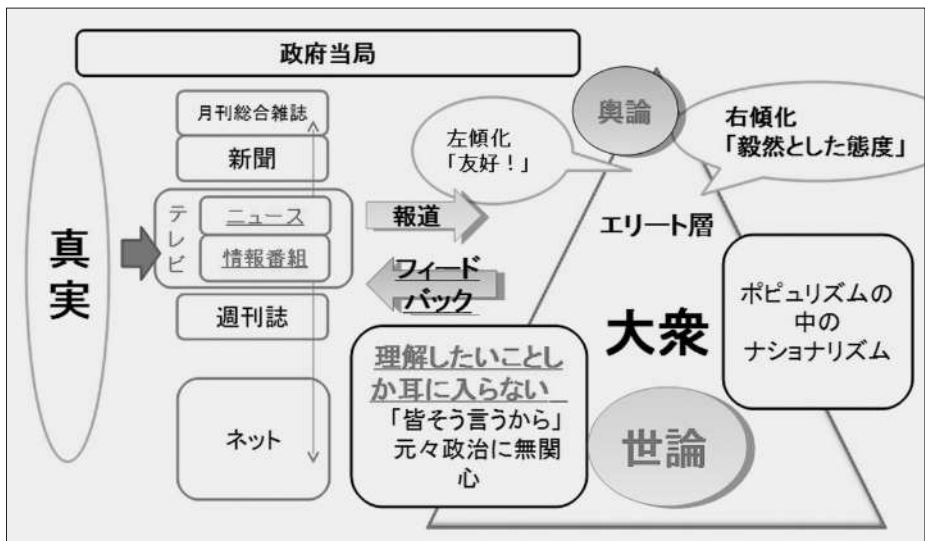 政府当局
真実
月刊総合雑誌
新聞
テレビ
ニュース
情報番組
週刊誌
ネット
報道
フィード
バック
左傾化
「友好！」
輿論
右傾化
「毅然とした態度」
エリート層
大衆
世論
ポピュリズムの
中の
ナショナリズム
理解したいことし
か耳に入らない
「皆そう言うから」
元々政治に無関
心